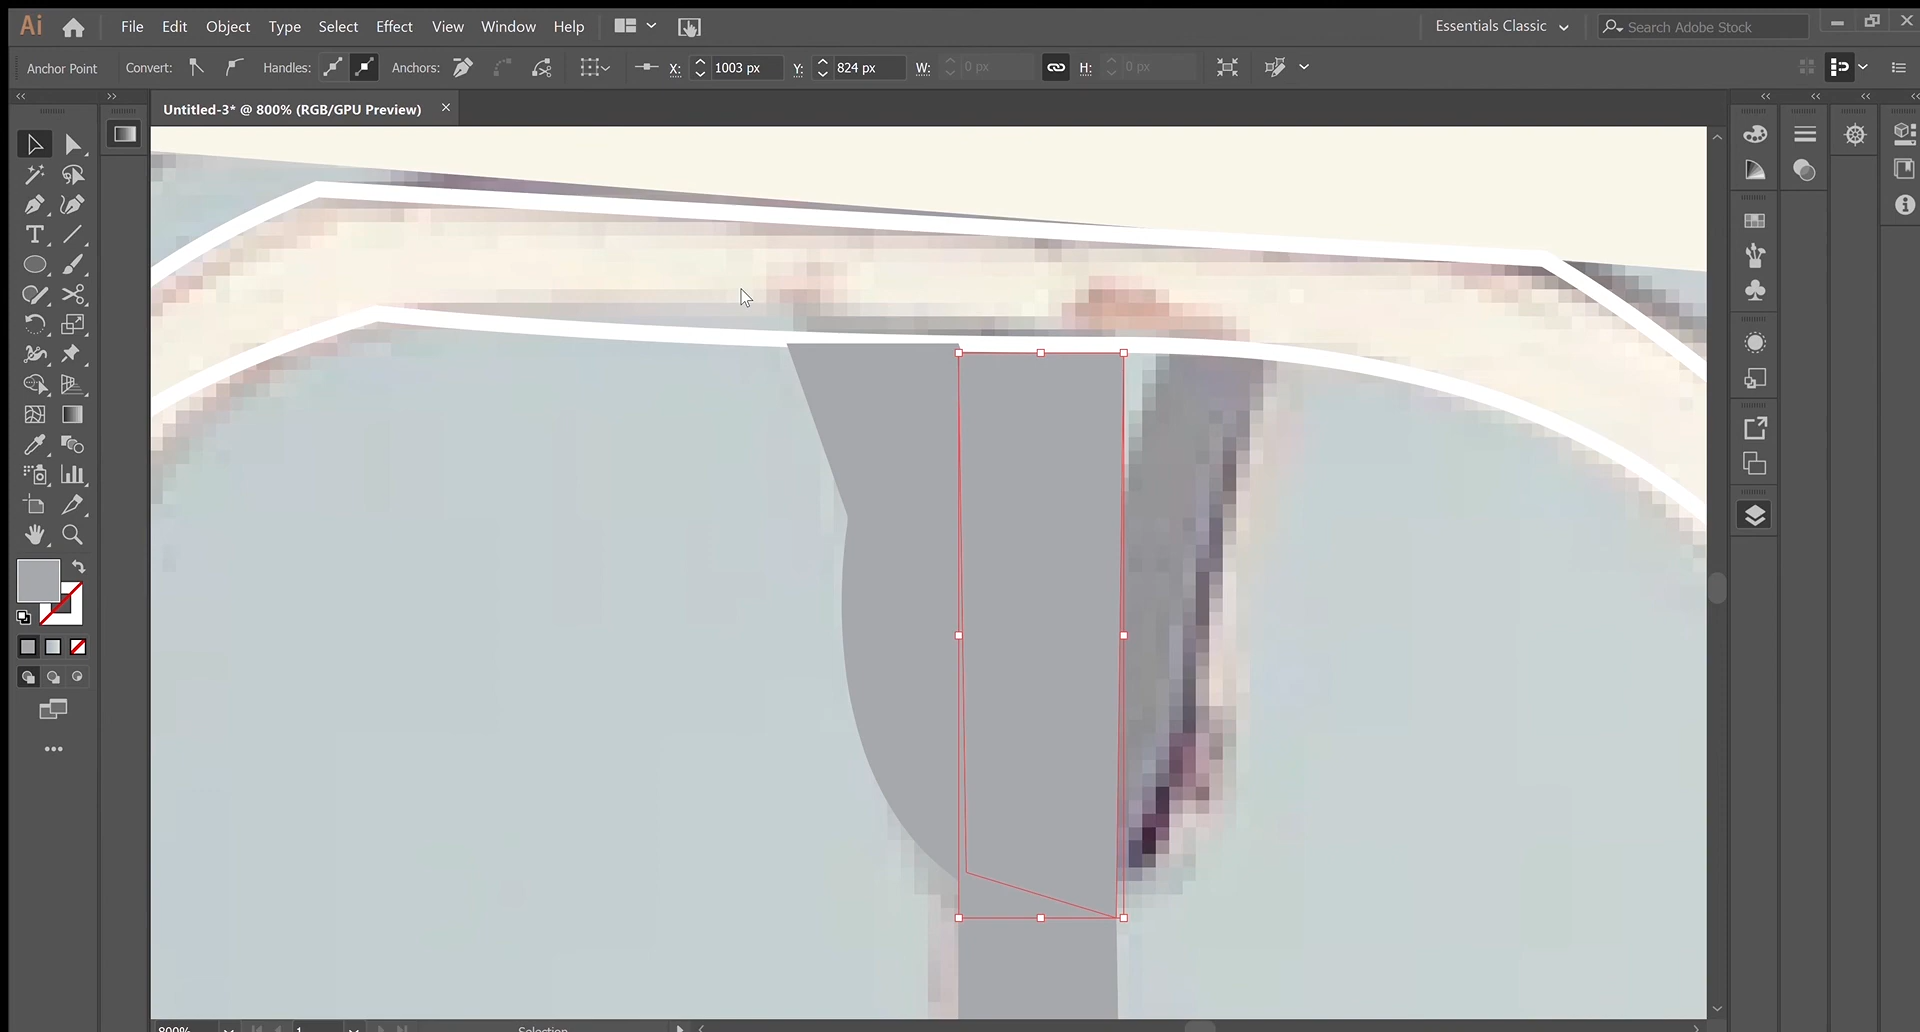 Ai File Edit Object Type Select Effect View Window Help Essentials Classic Search Adobe Stock
Anchor Point Convert: Handles: Anchors: X: 1003 px Y: 824 px W: 0 px H: 0 px
Untitled-3* @ 800% (RGB/GPU Preview) ×
800% 1 Selection